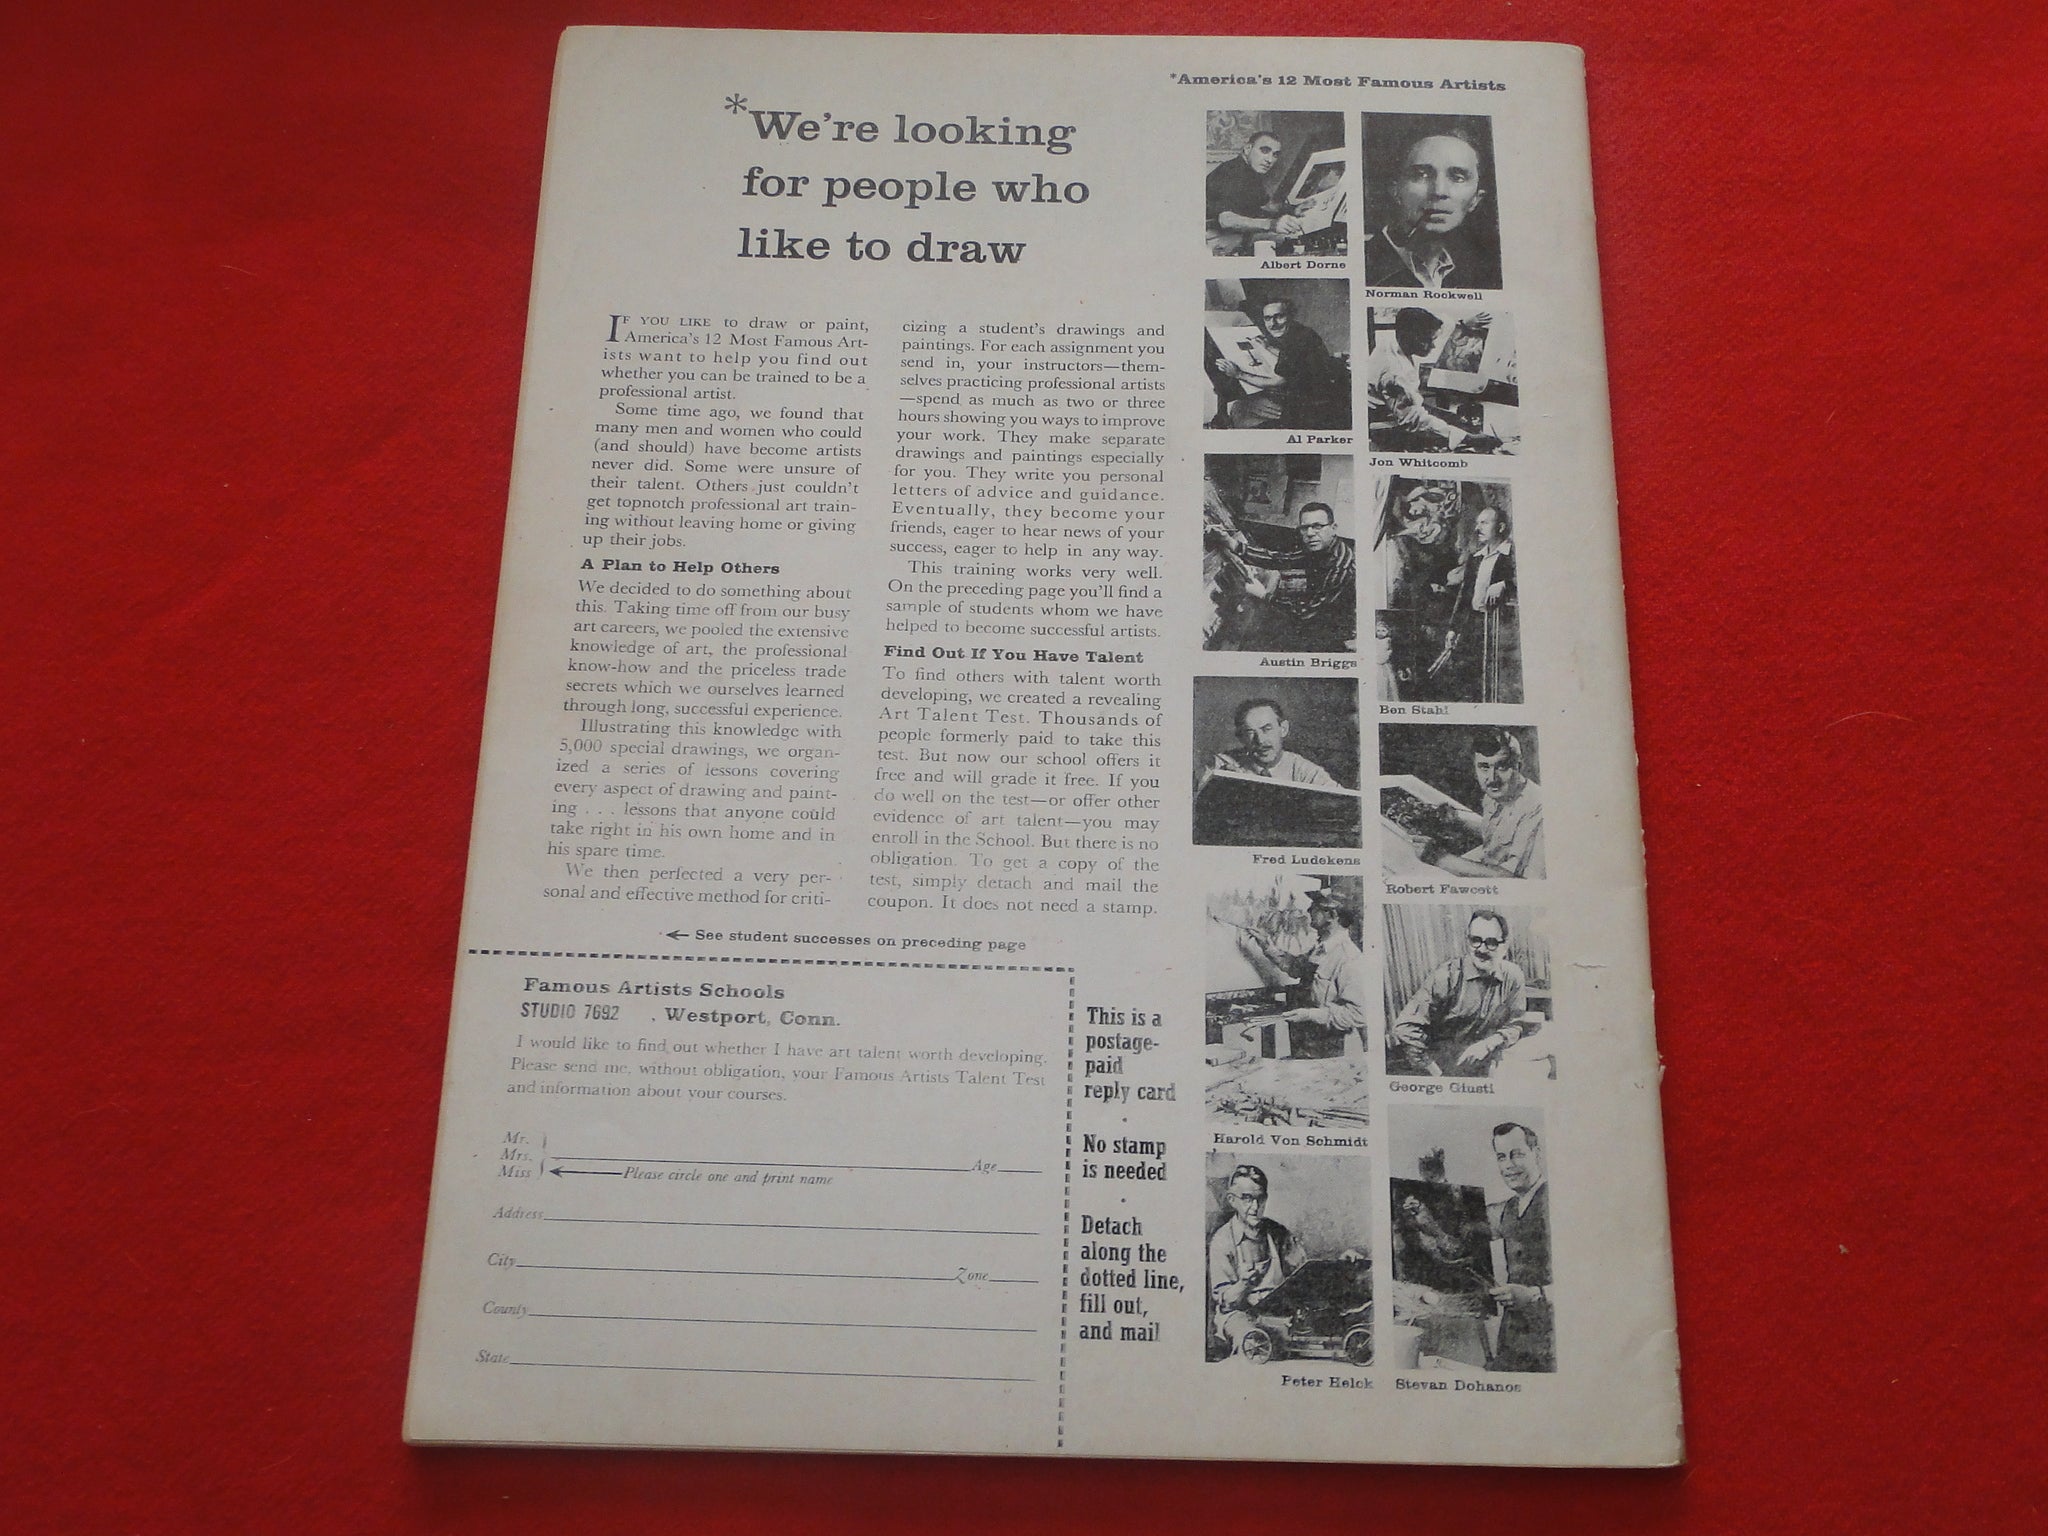 *We're looking
for people who
like to draw
IF YOU LIKE to draw or paint,
America's 12 Most Famous Art-
ists want to help you find out
whether you can be trained to be a
professional artist.
Some time ago, we found that
many men and women who could
(and should) have become artists
never did. Some were unsure of
their talent. Others just couldn't
get topnotch professional art train-
ing without leaving home or giving
up their jobs.
A Plan to Help Others
We decided to do something about
this. Taking time off from our busy
art careers, we pooled the extensive
knowledge of art, the professional
know-how and the priceless trade
secrets which we ourselves learned
through long, successful experience.
Illustrating this knowledge with
5,000 special drawings, we organ-
ized a series of lessons covering
every aspect of drawing and paint-
ing . . . lessons that anyone could
take right in his own home and in
his spare time.
We then perfected a very per-
sonal and effective method for criti-
cizing a student's drawings and
paintings. For each assignment you
send in, your instructors—them-
selves practicing professional artists
—spend as much as two or three
hours showing you ways to improve
your work. They make separate
drawings and paintings especially
for you. They write you personal
letters of advice and guidance.
Eventually, they become your
friends, eager to hear news of your
success, eager to help in any way.
This training works very well.
On the preceding page you'll find a
sample of students whom we have
helped to become successful artists.
Find Out If You Have Talent
To find others with talent worth
developing, we created a revealing
Art Talent Test. Thousands of
people formerly paid to take this
test. But now our school offers it
free and will grade it free. If you
do well on the test—or offer other
evidence of art talent—you may
enroll in the School. But there is no
obligation. To get a copy of the
test, simply detach and mail the
coupon. It does not need a stamp.
← See student successes on preceding page
Famous Artists Schools
STUDIO 7692 , Westport, Conn.
I would like to find out whether I have art talent worth developing.
Please send me, without obligation, your Famous Artists Talent Test
and information about your courses.
Mr.
Mrs. Age
Miss Please circle one and print name
Address
City Zone
County
State
This is a
postage-
paid
reply card
•
No stamp
is needed
•
Detach
along the
dotted line,
fill out,
and mail
*America's 12 Most Famous Artists
Albert Dorne
Norman Rockwell
Al Parker
Jon Whitcomb
Austin Briggs
Ben Stahl
Fred Ludekens
Robert Fawcett
Harold Von Schmidt
George Giusti
Peter Helck
Stevan Dohanos